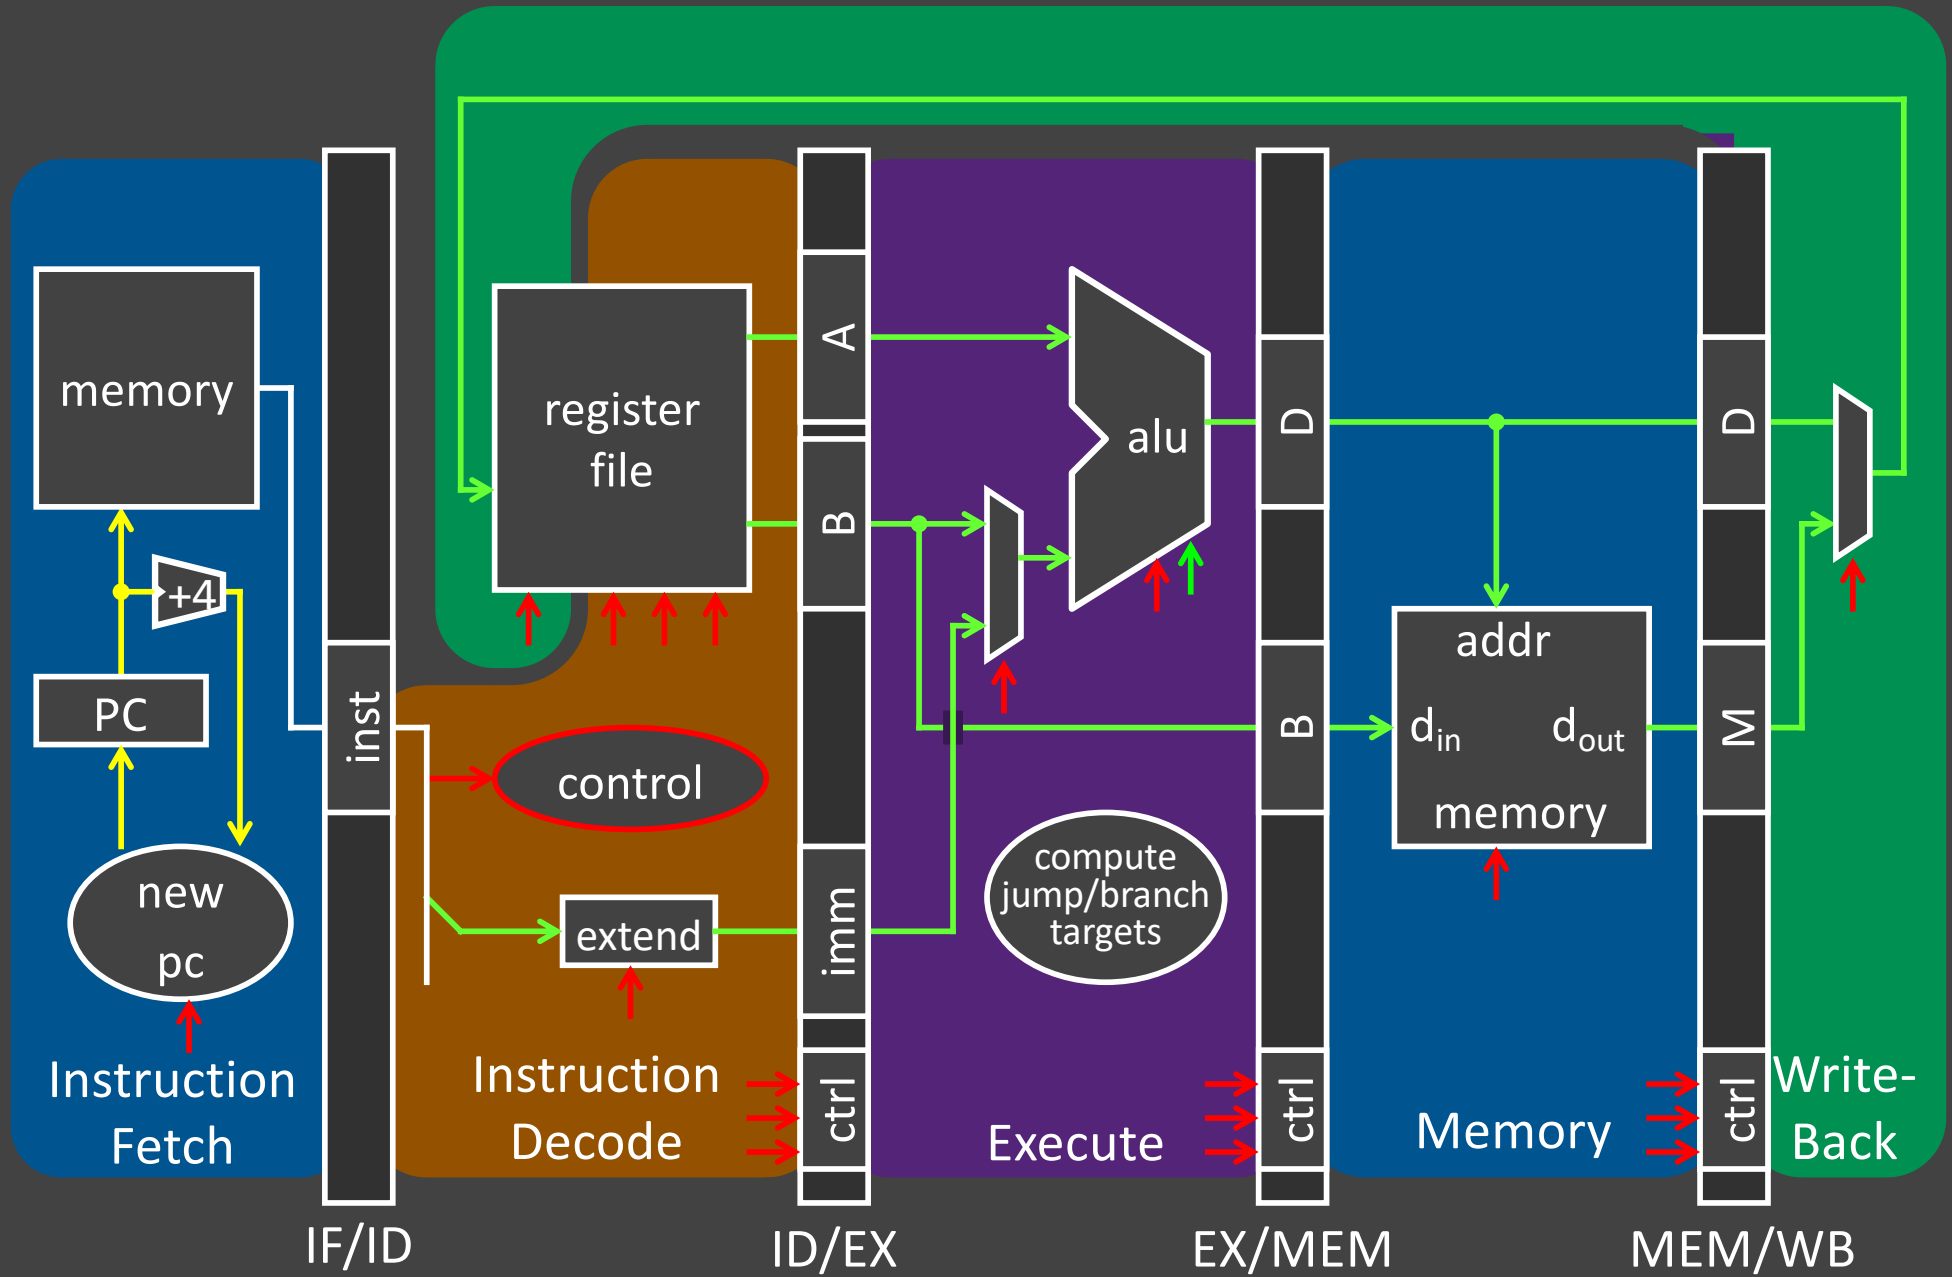 memory
+4
PC
new
pc
Instruction
Fetch
IF/ID
inst
register
file
control
extend
Instruction
Decode
A
B
imm
ctrl
ID/EX
alu
compute
jump/branch
targets
Execute
D
B
ctrl
EX/MEM
addr
din
dout
memory
Memory
D
M
ctrl
MEM/WB
Write-
Back